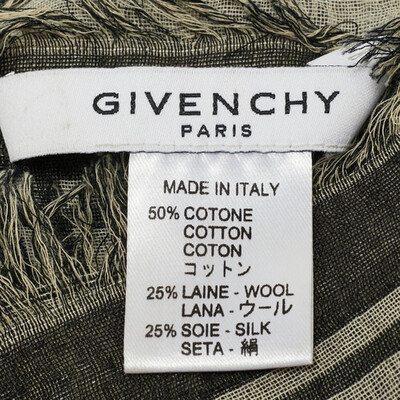 GIVENCHY
PARIS
MADE IN ITALY
50% COTONE
COTTON
COTON
コットン
25% LAINE - WOOL
LANA - ウール
25% SOIE - SILK
SETA - 絹